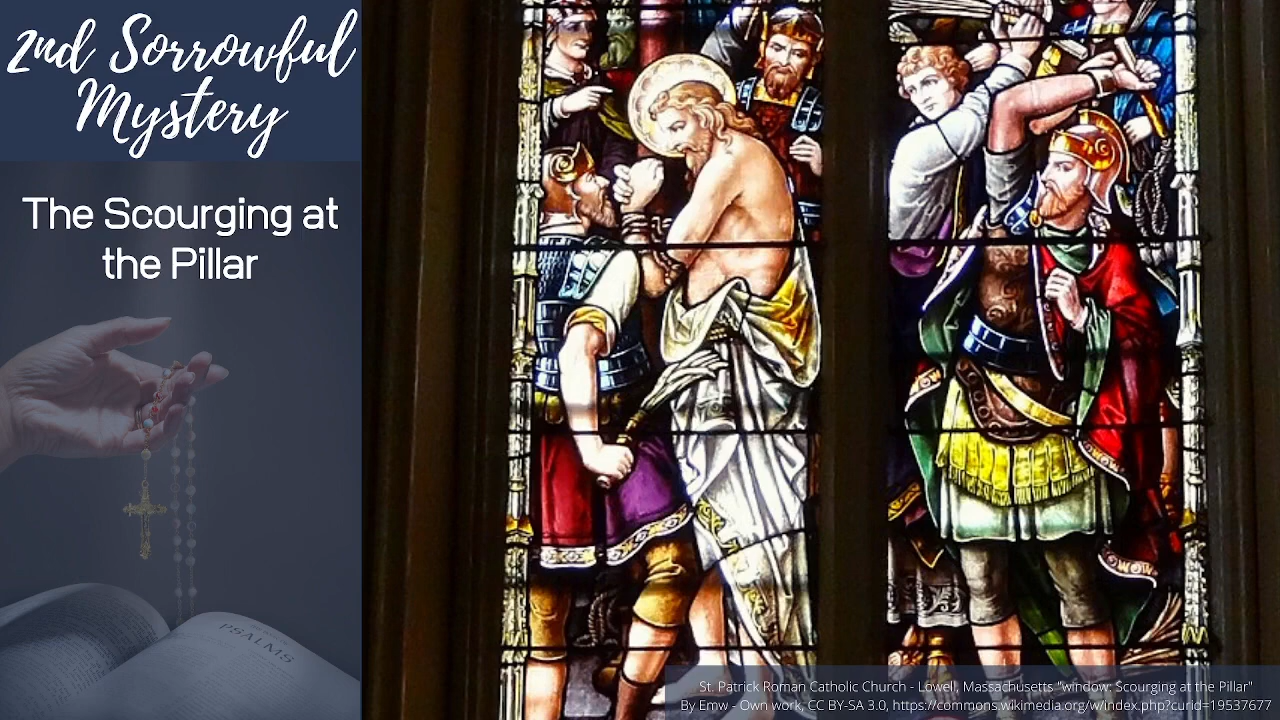 2nd Sorrowful
Mystery
The Scourging at
the Pillar
PSALMS
St. Patrick Roman Catholic Church - Lowell, Massachusetts "window: Scourging at the Pillar"
By Emw - Own work, CC BY-SA 3.0, https://commons.wikimedia.org/w/index.php?curid=19537677